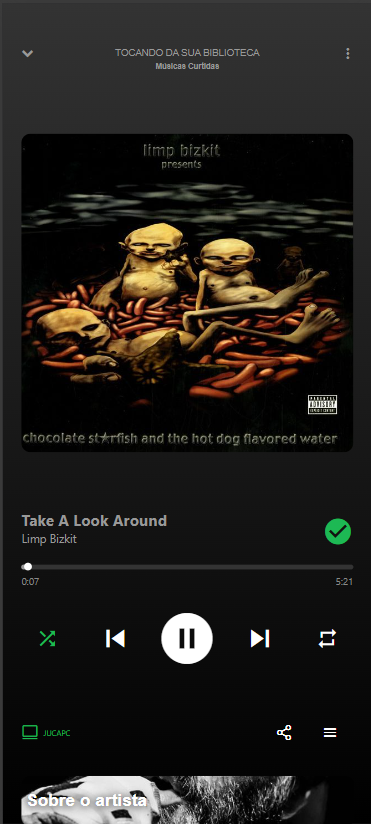 TOCANDO DA SUA BIBLIOTECA
Músicas Curtidas
limp bizkit
presents
PARENTAL
ADVISORY
EXPLICIT CONTENT
chocolate st★rfish and the hot dog flavored water
Take A Look Around
Limp Bizkit
0:07
5:21
JUCAPC
Sobre o artista